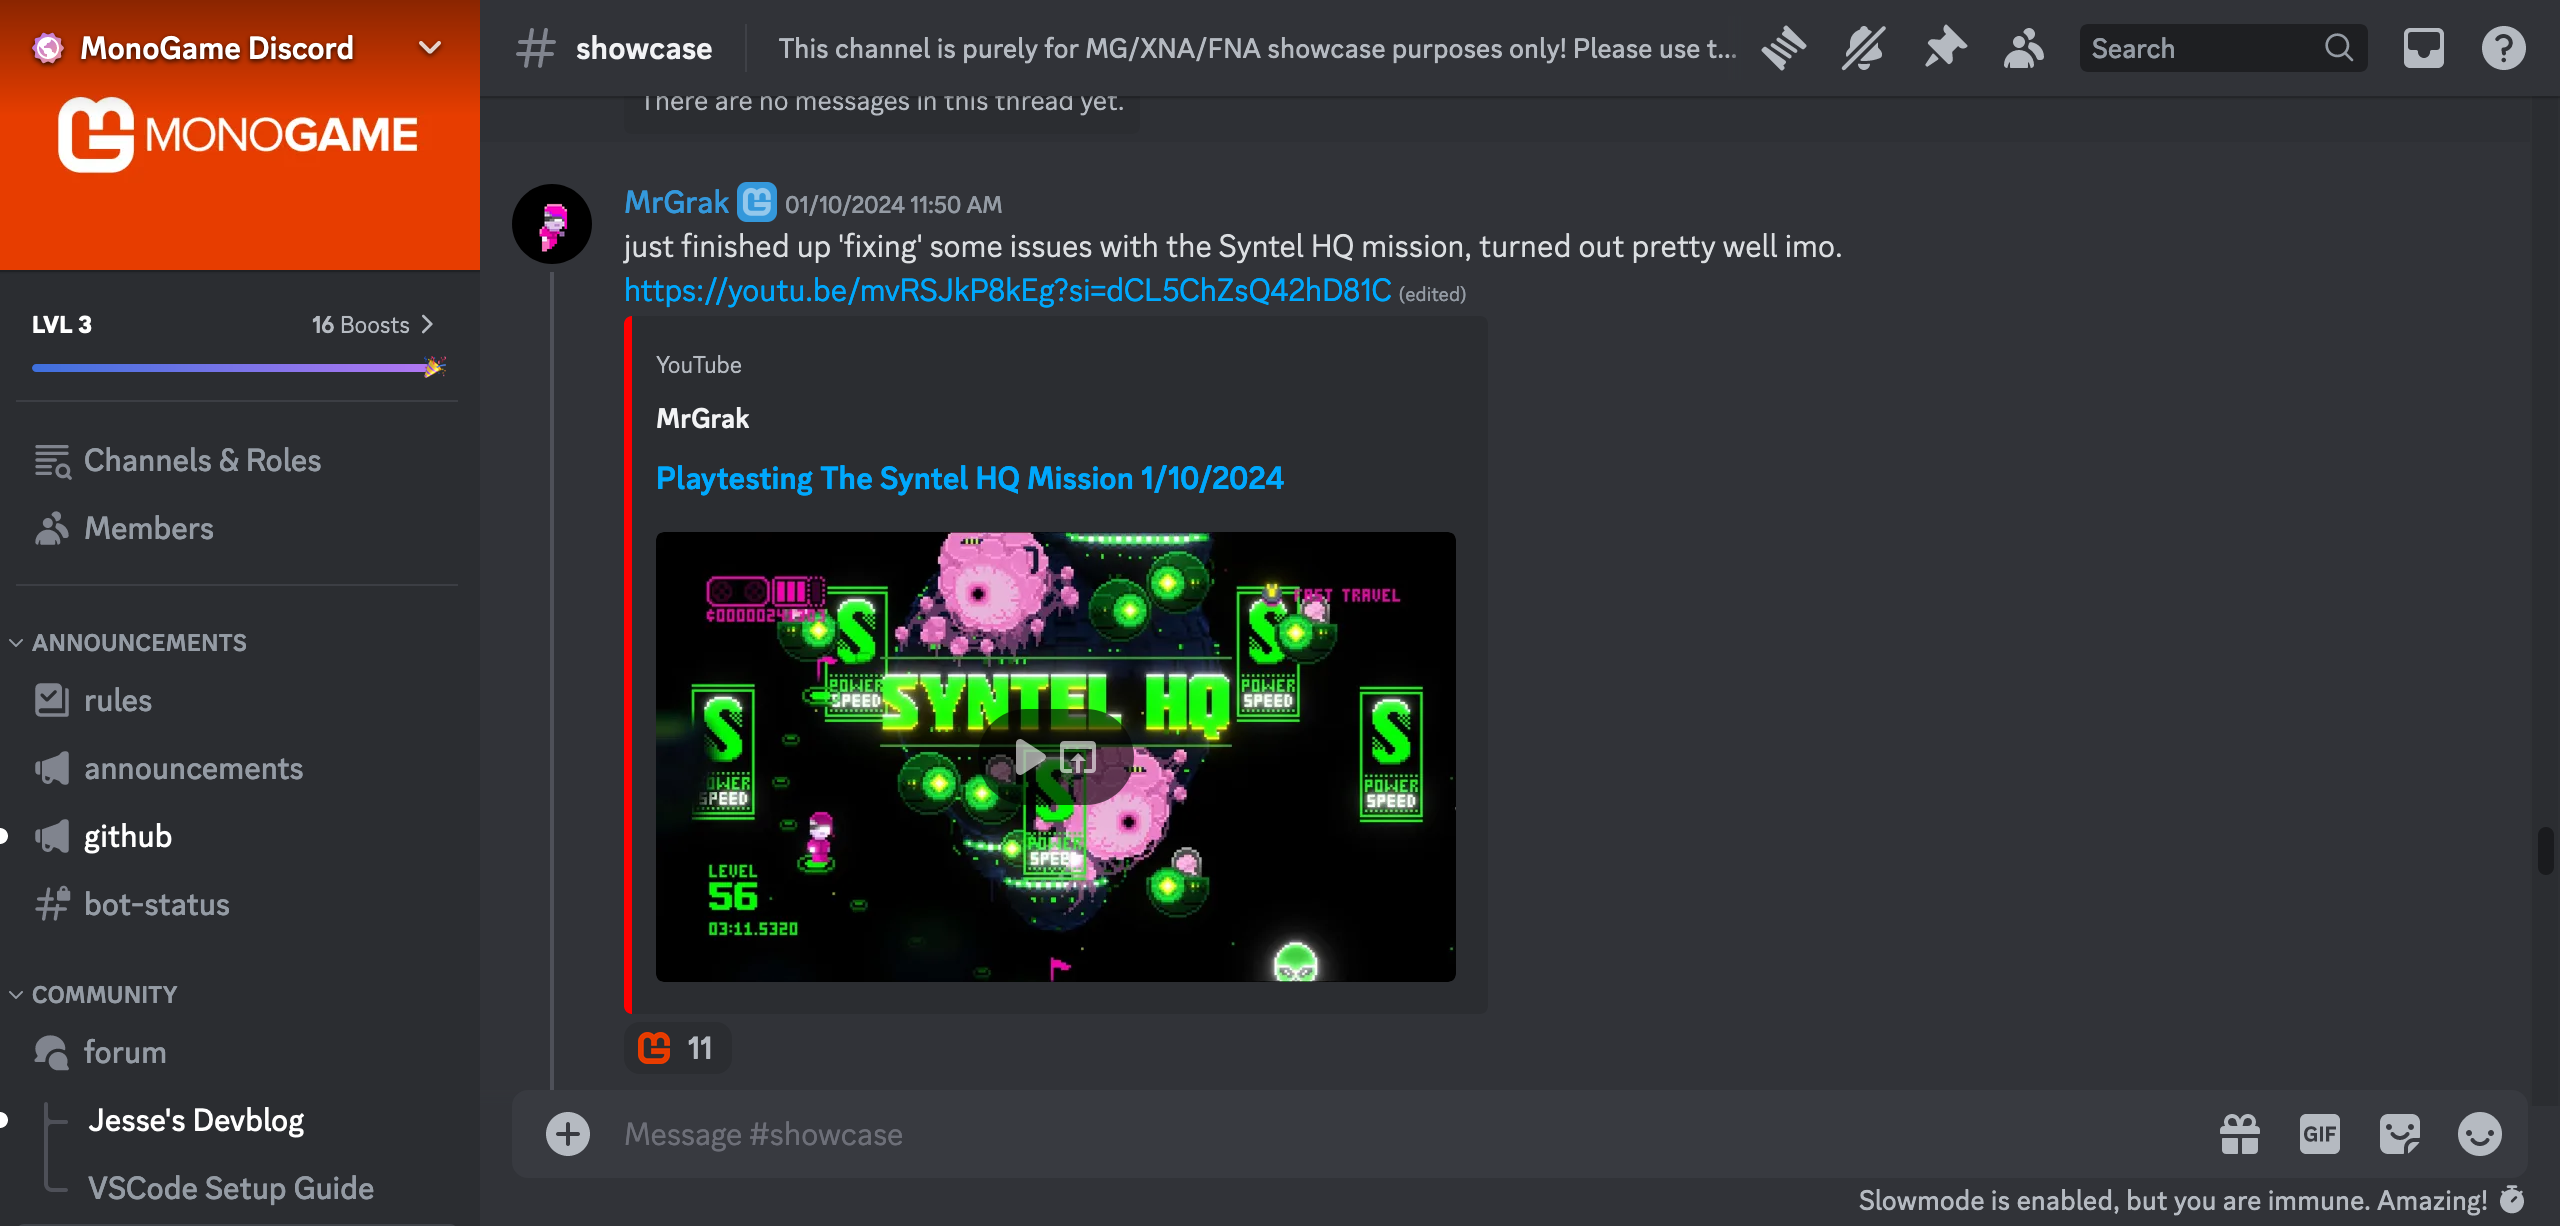 MonoGame Discord
MONOGAME
LVL 3
16 Boosts
Channels & Roles
Members
ANNOUNCEMENTS
rules
announcements
github
bot-status
COMMUNITY
forum
Jesse's Devblog
VSCode Setup Guide
showcase
This channel is purely for MG/XNA/FNA showcase purposes only! Please use t...
Search
There are no messages in this thread yet.
MrGrak 01/10/2024 11:50 AM
just finished up 'fixing' some issues with the Syntel HQ mission, turned out pretty well imo.
https://youtu.be/mvRSJkP8kEg?si=dCL5ChZsQ42hD81C (edited)
YouTube
MrGrak
Playtesting The Syntel HQ Mission 1/10/2024
TRAVEL
SYNTEL HQ
S
POWER
SPEED
S
POWER
SPEED
S
POWER
SPEED
S
POWER
SPEED
S
POWER
SPEED
LEVEL
56
03:11.5320
11
Message #showcase
GIF
Slowmode is enabled, but you are immune. Amazing!